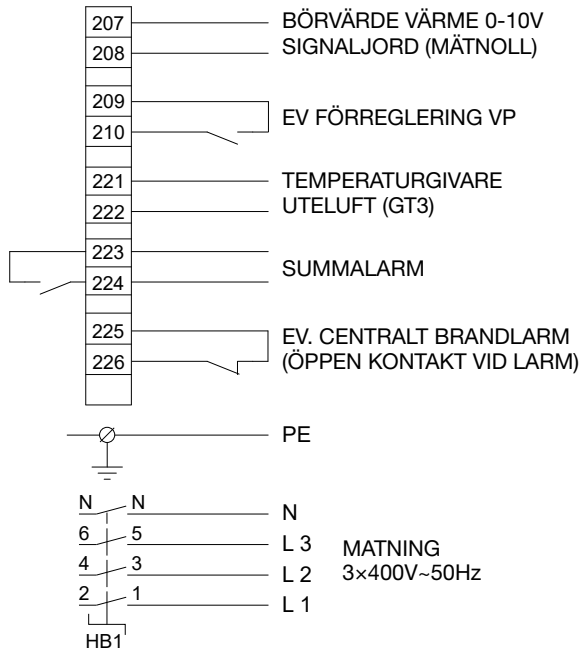 207 BÖRVÄRDE VÄRME 0-10V
208 SIGNALJORD (MÄTNOLL)
209
EV FÖRREGLERING VP
210
221 TEMPERATURGIVARE
222 UTELUFT (GT3)
223
SUMMALARM
224
225 EV. CENTRALT BRANDLARM
226 (ÖPPEN KONTAKT VID LARM)
PE
N N N
6 5 L 3
MATNING
4 3 L 2 3×400V~50Hz
2 1 L 1
HB1